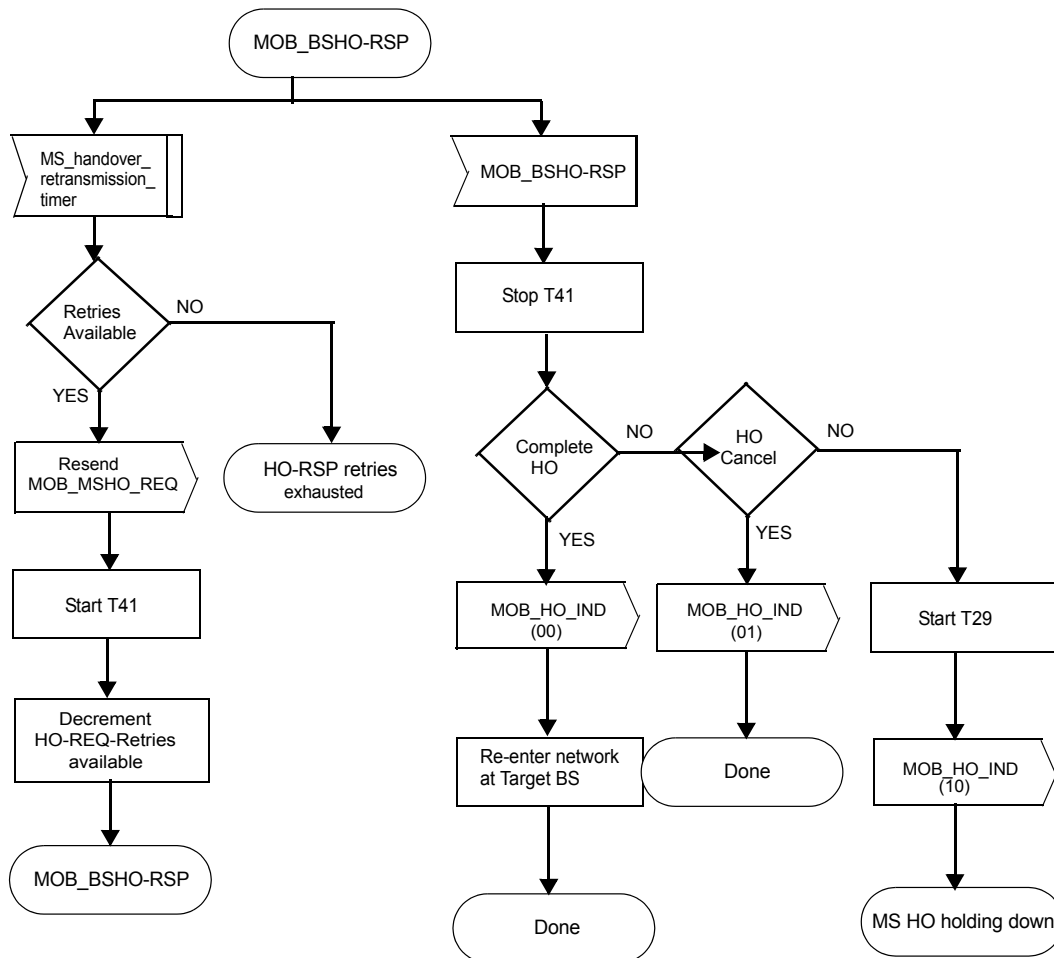 MOB_BSHO-RSP
MS_handover_
retransmission_
timer
MOB_BSHO-RSP
Stop T41
Retries
Available
NO
YES
Complete
HO
NO
HO
Cancel
NO
YES
YES
Resend
MOB_MSHO_REQ
HO-RSP retries
exhausted
Start T41
MOB_HO_IND
(00)
MOB_HO_IND
(01)
Start T29
Decrement
HO-REQ-Retries
available
Re-enter network
at Target BS
Done
MOB_HO_IND
(10)
MOB_BSHO-RSP
Done
MS HO holding down